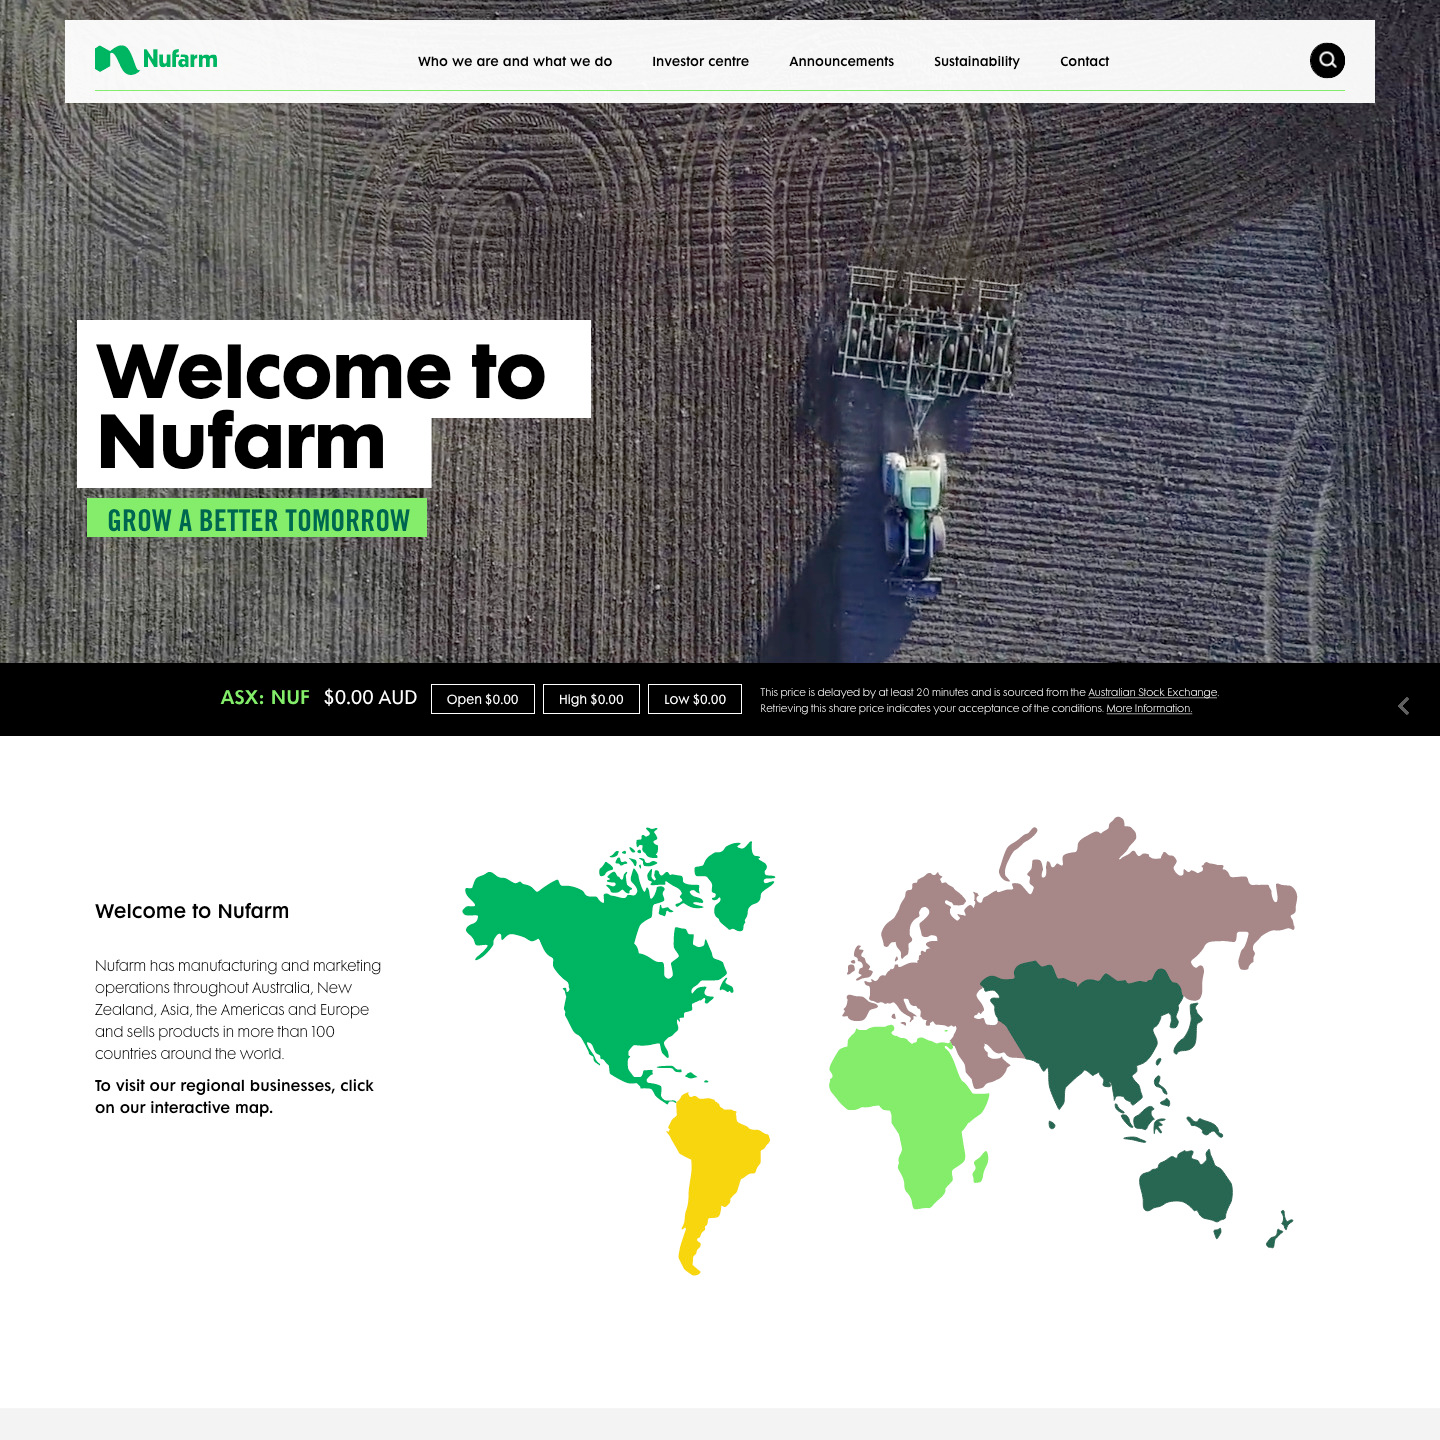 Nufarm
Who we are and what we do
Investor centre
Announcements
Sustainability
Contact
Welcome to
Nufarm
GROW A BETTER TOMORROW
ASX: NUF $0.00 AUD
Open $0.00
High $0.00
Low $0.00
This price is delayed by at least 20 minutes and is sourced from the Australian Stock Exchange.
Retrieving this share price indicates your acceptance of the conditions. More Information.
Welcome to Nufarm
Nufarm has manufacturing and marketing
operations throughout Australia, New
Zealand, Asia, the Americas and Europe
and sells products in more than 100
countries around the world.
To visit our regional businesses, click
on our interactive map.